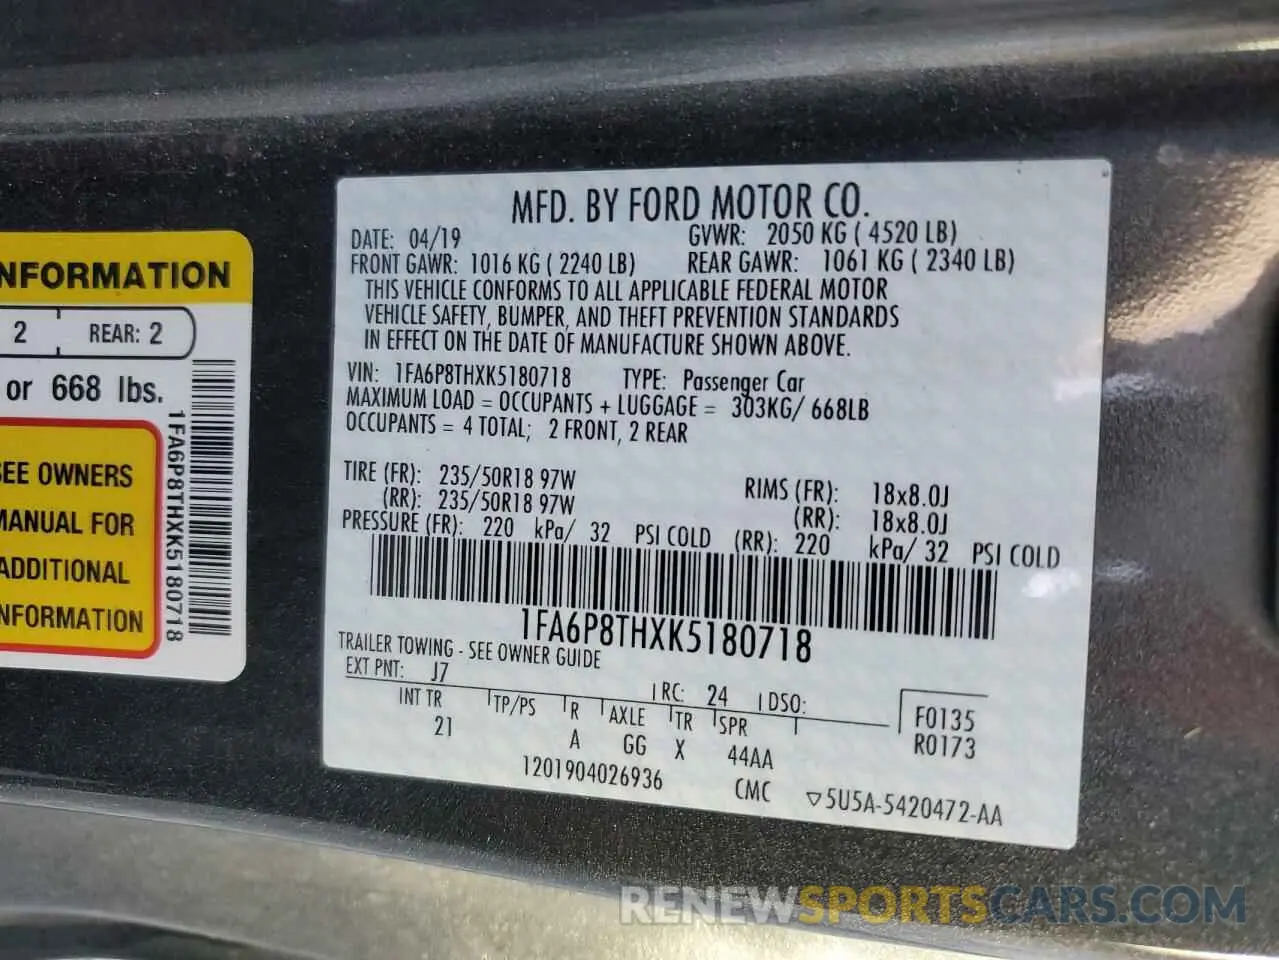 NFORMATION
2 REAR: 2
or 668 lbs.
SEE OWNERS
MANUAL FOR
ADDITIONAL
NFORMATION
1FA6P8THXK5180718
MFD. BY FORD MOTOR CO.
DATE: 04/19 GVWR: 2050 KG ( 4520 LB)
FRONT GAWR: 1016 KG ( 2240 LB) REAR GAWR: 1061 KG ( 2340 LB)
THIS VEHICLE CONFORMS TO ALL APPLICABLE FEDERAL MOTOR
VEHICLE SAFETY, BUMPER, AND THEFT PREVENTION STANDARDS
IN EFFECT ON THE DATE OF MANUFACTURE SHOWN ABOVE.
VIN: 1FA6P8THXK5180718 TYPE: Passenger Car
MAXIMUM LOAD = OCCUPANTS + LUGGAGE = 303KG/ 668LB
OCCUPANTS = 4 TOTAL; 2 FRONT, 2 REAR
TIRE (FR): 235/50R18 97W RIMS (FR): 18x8.0J
(RR): 235/50R18 97W (RR): 18x8.0J
PRESSURE (FR): 220 kPa/ 32 PSI COLD (RR): 220 kPa/ 32 PSI COLD
1FA6P8THXK5180718
TRAILER TOWING - SEE OWNER GUIDE
EXT PNT: J7 RC: 24 DSO:
INT TR TP/PS R AXLE TR SPR F0135
21 A GG X 44AA R0173
1201904026936 CMC ▽5U5A-5420472-AA
RENEWSPORTSCARS.COM